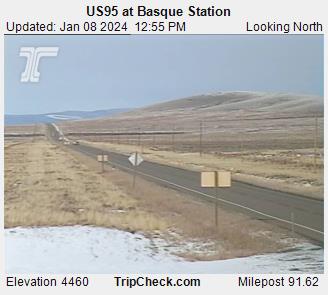 US95 at Basque Station
Updated: Jan 08 2024 12:55 PM Looking North
Elevation 4460 TripCheck.com Milepost 91.62